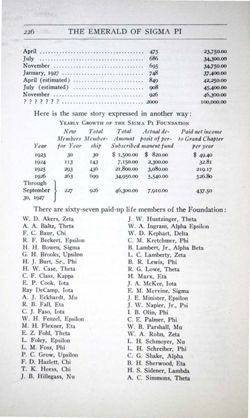 226 THE EMERALD OF SIGMA PI
April ........ 475 23,750.00
July ........ 686 34,300.00
November ........ 695 34,750.00
January, 1927 ........ 748 37,400.00
April (estimated) ........ 849 42,250.00
July (estimated) ........ 908 45,400.00
November ........ 926 46,300.00
? ? ? ? ? ? ? ........ 2000 100,000.00
Here is the same story expressed in another way:
YEARLY GROWTH OF THE SIGMA PI FOUNDATION
New Total Total Actual de- Paid net income
Members Member- Amount posit of per- to Grand Chapter
Year for Year ship Subscribed manent fund per year
1923 30 30 $ 1,500.00 $ 820.00 $ 49.40
1924 113 143 7,150.00 2,300.00 32.81
1925 293 436 21,800.00 3,080.00 219.17
1926 263 699 34,950.00 5,540.00 526.80
Through
September 227 926 46,300.00 7,910.00 437.50
30, 1927
There are sixty-seven paid-up life members of the Foundation:
W. D. Akers, Zeta
A. A. Baltz, Theta
F. C. Baur, Chi
R. F. Beckert, Epsilon
H. H. Bowen, Sigma
G. H. Brooks, Upsilon
H. J. Burt, Sr., Phi
H. W. Case, Theta
C. F. Class, Kappa
E. P. Cook, Iota
Ray DeCamp, Iota
A. J. Eckhardt, Mu
R. B. Fall, Eta
C. J. Faso, Iota
W. H. Fenzel, Epsilon
M. H. Flexner, Eta
E. Z. Fohl, Theta
L. Foley, Epsilon
L. M. Foss, Phi
P. C. Grow, Upsilon
F. D. Hazlett, Chi
T. K. Heess, Chi
J. B. Hillegass, Nu
J. W. Huntzinger, Theta
W. A. Ingram, Alpha Epsilon
W. D. Kephart, Delta
C. M. Kretchmer, Phi
B. Lambert, Jr., Alpha Beta
L. C. Lamberty, Zeta
B. R. Lewis, Phi
R. G. Lowe, Theta
H. Marx, Eta
J. A. McKee, Iota
E. M. Mervine, Sigma
J. E. Minister, Epsilon
J. W. Napier, Jr., Psi
I. B. Olin, Phi
C. E. Palmer, Phi
W. B. Parshall, Mu
W. A. Rohn, Zeta
L. H. Schmoyer, Nu
L. H. Schreiber, Phi
C. G. Shake, Alpha
B. H. Sherwood, Eta
H. S. Sidener, Lambda
A. C. Simmons, Theta